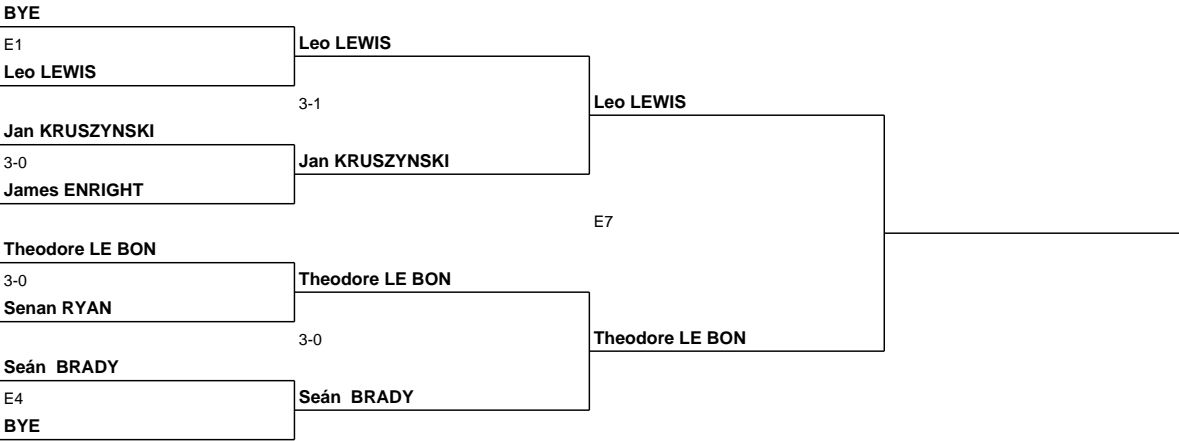 BYE
E1
Leo LEWIS
Leo LEWIS
3-1
Leo LEWIS
Jan KRUSZYNSKI
3-0
Jan KRUSZYNSKI
James ENRIGHT
E7
Theodore LE BON
3-0
Theodore LE BON
Senan RYAN
3-0
Theodore LE BON
Seán BRADY
E4
Seán BRADY
BYE